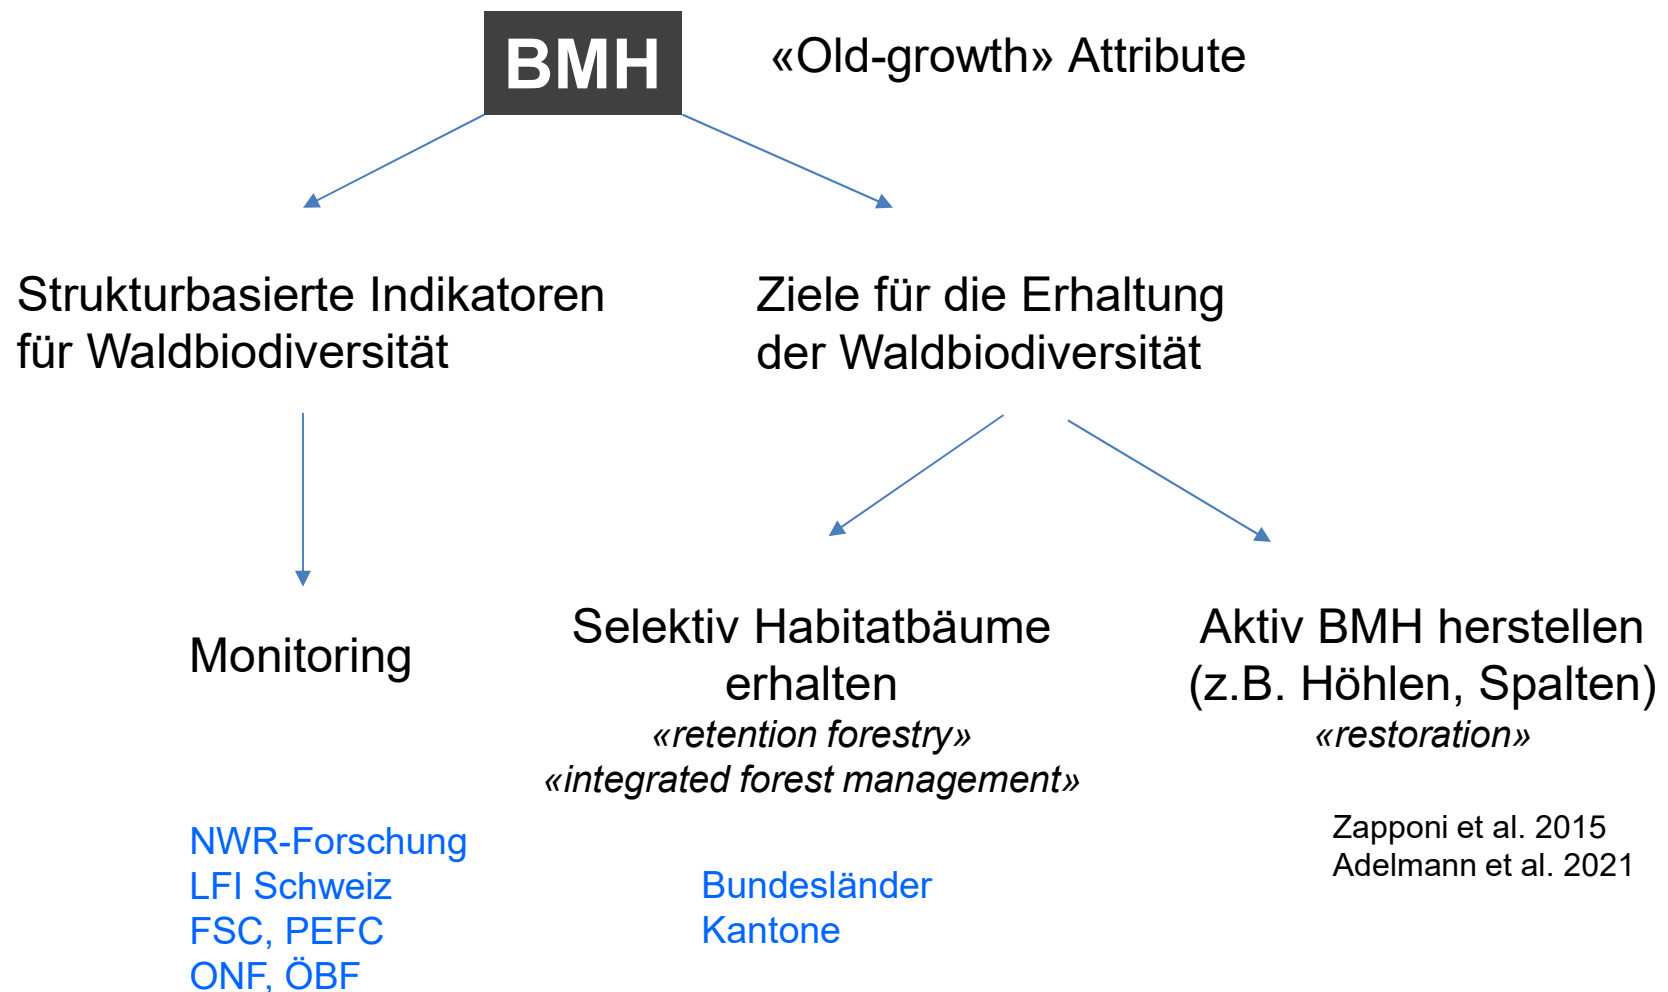 BMH
«Old-growth» Attribute
Strukturbasierte Indikatoren
für Waldbiodiversität
Ziele für die Erhaltung
der Waldbiodiversität
Monitoring
Selektiv Habitatbäume
erhalten
«retention forestry»
«integrated forest management»
Aktiv BMH herstellen
(z.B. Höhlen, Spalten)
«restoration»
NWR-Forschung
LFI Schweiz
FSC, PEFC
ONF, ÖBF
Bundesländer
Kantone
Zapponi et al. 2015
Adelmann et al. 2021